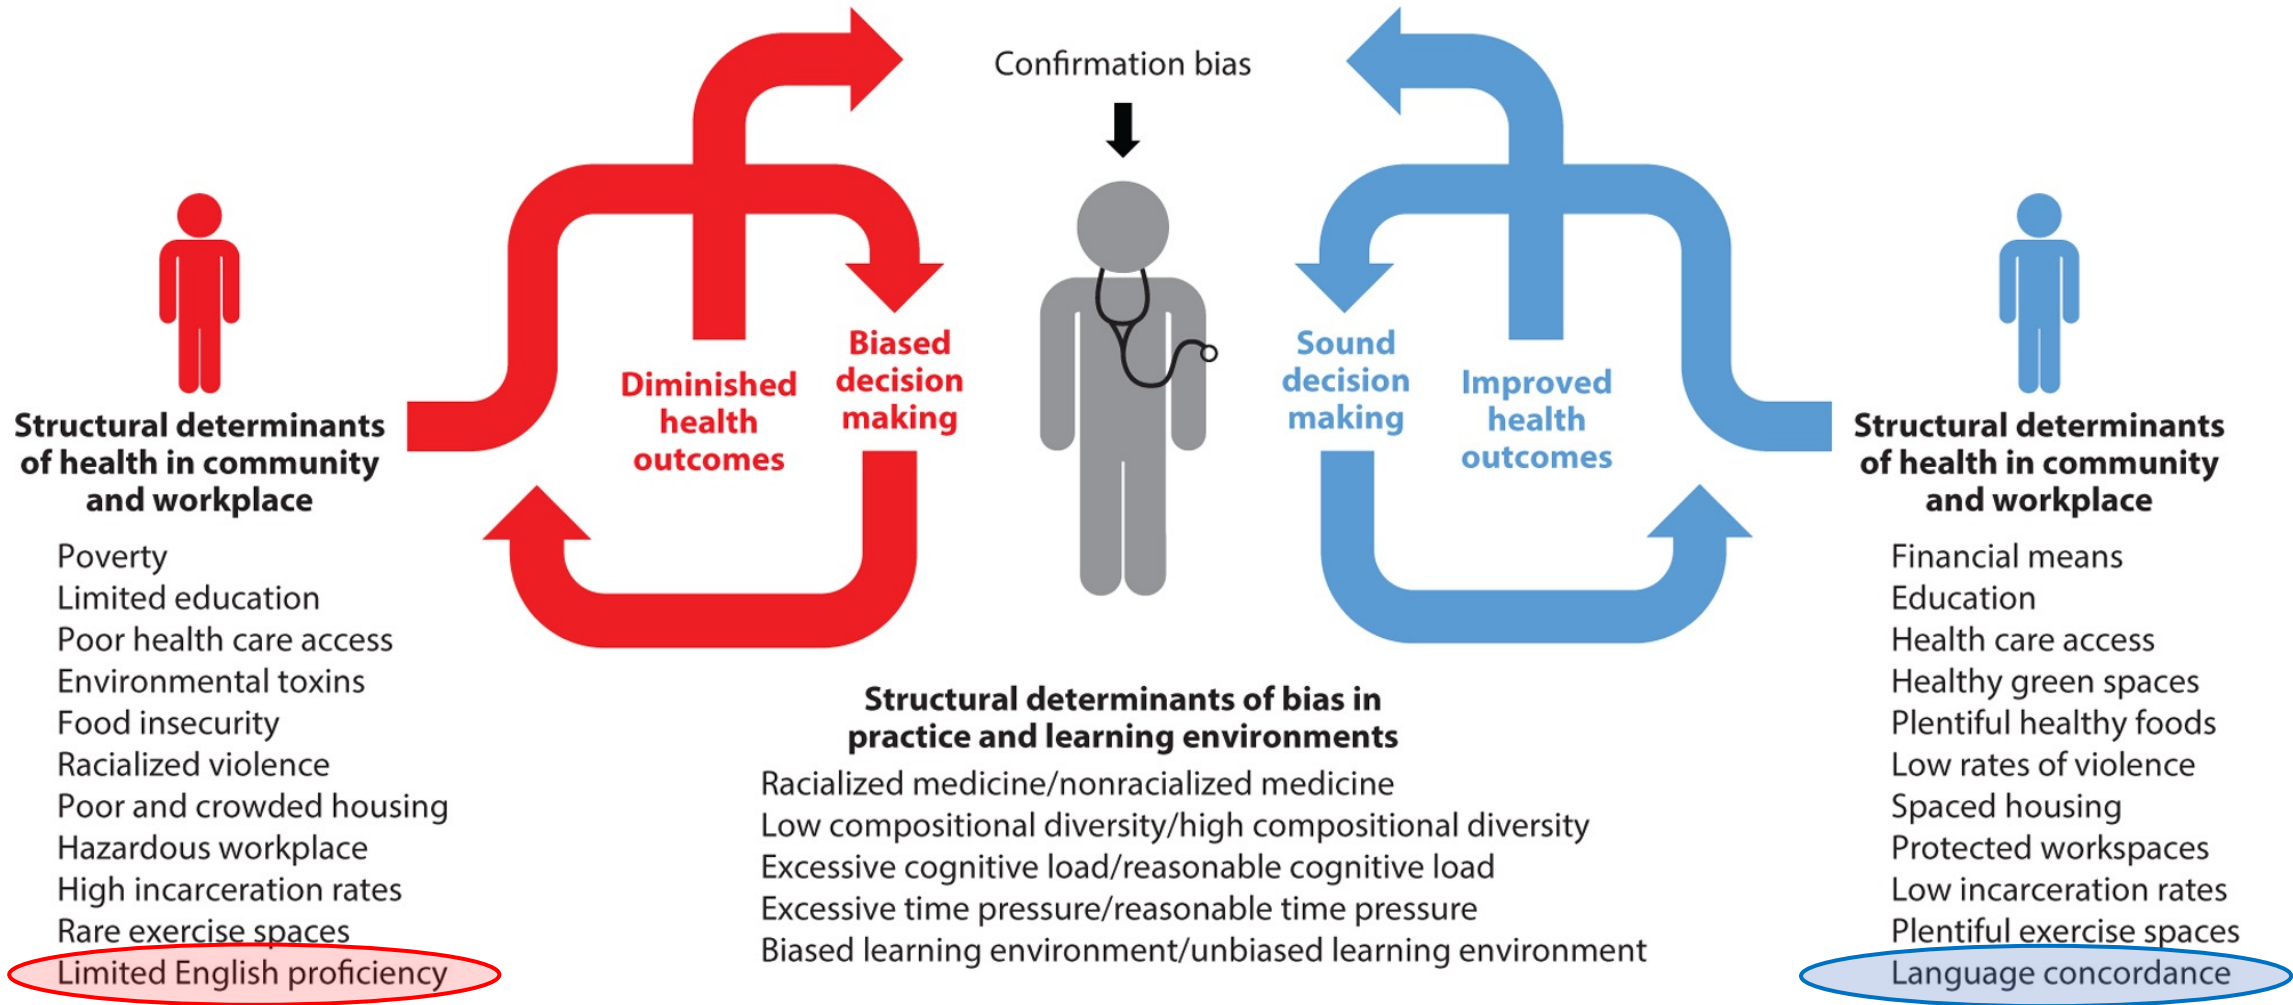 Confirmation bias
Diminished
health
outcomes
Biased
decision
making
Sound
decision
making
Improved
health
outcomes
Structural determinants
of health in community
and workplace
Poverty
Limited education
Poor health care access
Environmental toxins
Food insecurity
Racialized violence
Poor and crowded housing
Hazardous workplace
High incarceration rates
Rare exercise spaces
Limited English proficiency
Structural determinants of bias in
practice and learning environments
Racialized medicine/nonracialized medicine
Low compositional diversity/high compositional diversity
Excessive cognitive load/reasonable cognitive load
Excessive time pressure/reasonable time pressure
Biased learning environment/unbiased learning environment
Structural determinants
of health in community
and workplace
Financial means
Education
Health care access
Healthy green spaces
Plentiful healthy foods
Low rates of violence
Spaced housing
Protected workspaces
Low incarceration rates
Plentiful exercise spaces
Language concordance